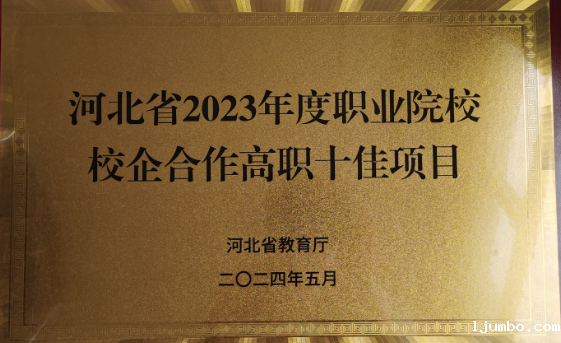 河北省2023年度职业院校
校企合作高职十佳项目
河北省教育厅
二〇二四年五月
ljumbo.com